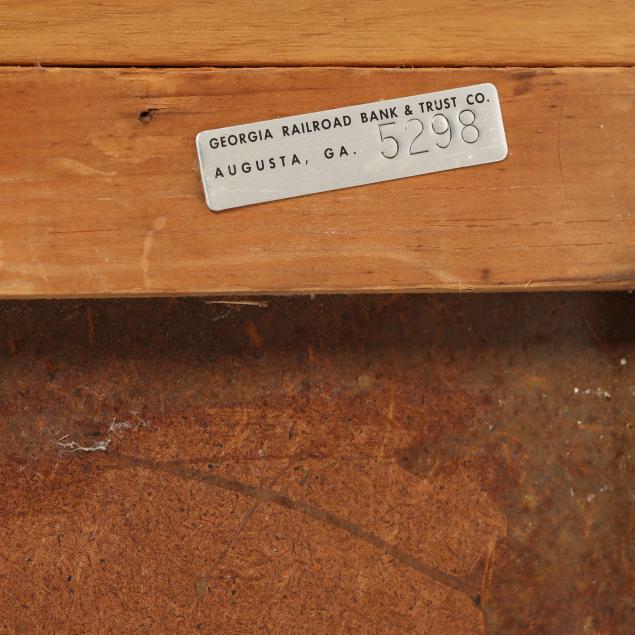 GEORGIA RAILROAD BANK & TRUST CO.
AUGUSTA, GA. 5298